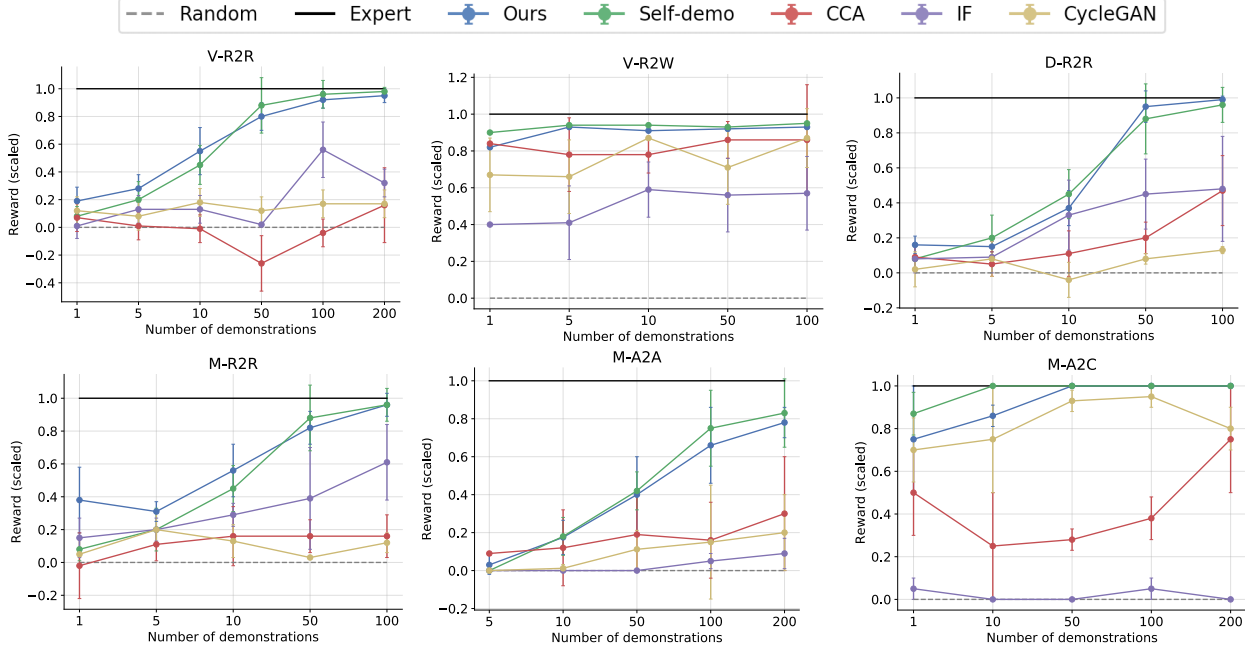 Random Expert Ours Self-demo CCA IF CycleGAN
V-R2R
Reward (scaled)
1.0
0.8
0.6
0.4
0.2
0.0
−0.2
−0.4
1 5 10 50 100 200
Number of demonstrations
V-R2W
Reward (scaled)
1.2
1.0
0.8
0.6
0.4
0.2
0.0
1 5 10 50 100
Number of demonstrations
D-R2R
Reward (scaled)
1.0
0.8
0.6
0.4
0.2
0.0
−0.2
1 5 10 50 100
Number of demonstrations
M-R2R
Reward (scaled)
1.0
0.8
0.6
0.4
0.2
0.0
−0.2
1 5 10 50 100
Number of demonstrations
M-A2A
Reward (scaled)
1.0
0.8
0.6
0.4
0.2
0.0
−0.2
5 10 50 100 200
Number of demonstrations
M-A2C
Reward (scaled)
1.0
0.8
0.6
0.4
0.2
0.0
1 10 50 100 200
Number of demonstrations